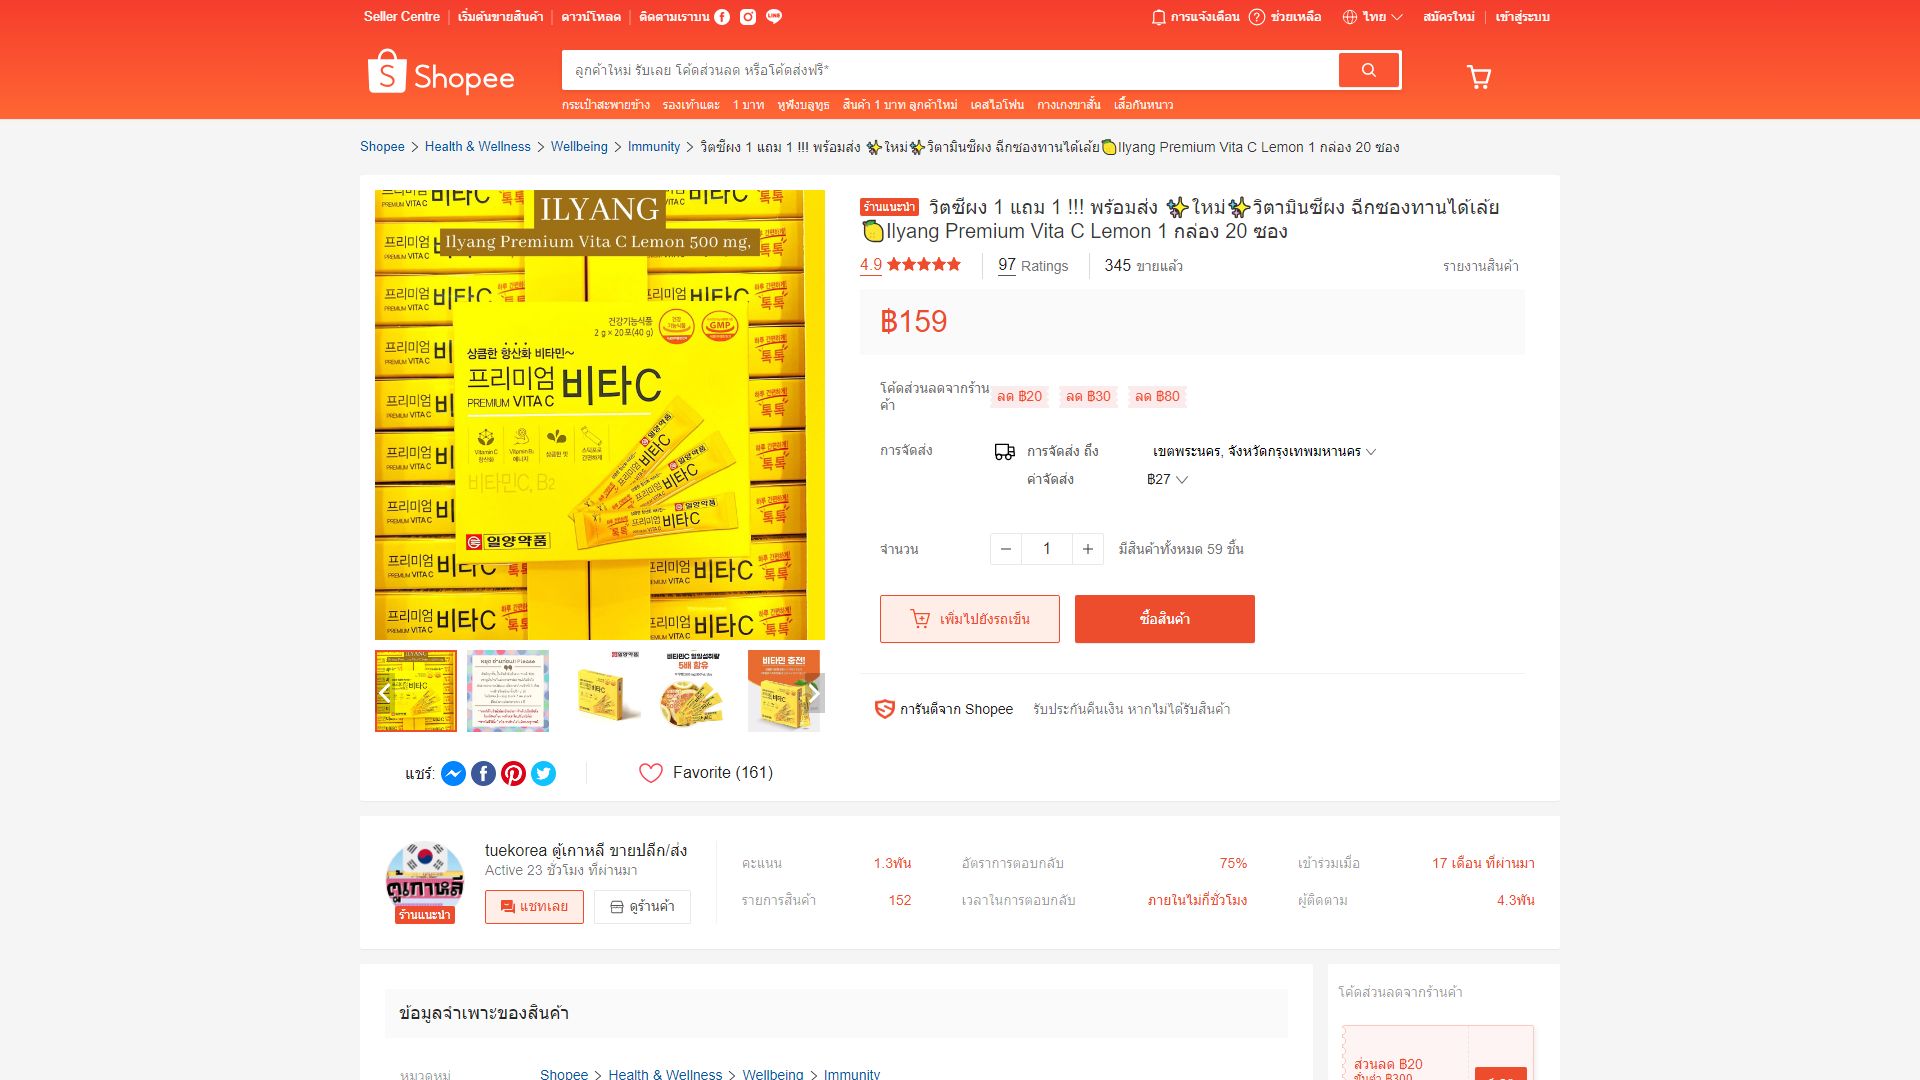 Seller Centre
เริ่มต้นขายสินค้า
ดาวน์โหลด
ติดตามเราบน
การแจ้งเตือน
ช่วยเหลือ
ไทย
สมัครใหม่
เข้าสู่ระบบ
Shopee
ลูกค้าใหม่ รับเลย โค้ดส่วนลด หรือโค้ดส่งฟรี*
กระเป๋าสะพายข้าง รองเท้าแตะ 1 บาท หูฟังบลูทูธ สินค้า 1 บาท ลูกค้าใหม่ เคสไอโฟน กางเกงขาสั้น เสื้อกันหนาว
Shopee > Health & Wellness > Wellbeing > Immunity > วิตซีผง 1 แถม 1 !!! พร้อมส่ง ✨ใหม่✨วิตามินซีผง ฉีกซองทานได้เล้ย🍋Ilyang Premium Vita C Lemon 1 กล่อง 20 ซอง
ILYANG
Ilyang Premium Vita C Lemon 500 mg,
건강기능식품
2 g × 20포(40 g)
GMP
상큼한 항산화 비타민~
프리미엄 비타C
PREMIUM VITA C
비타민C, B2
일양약품
ร้านแนะนำ
วิตซีผง 1 แถม 1 !!! พร้อมส่ง ✨ใหม่✨วิตามินซีผง ฉีกซองทานได้เล้ย
🍋Ilyang Premium Vita C Lemon 1 กล่อง 20 ซอง
4.9
97 Ratings
345 ขายแล้ว
รายงานสินค้า
฿159
โค้ดส่วนลดจากร้าน
ค้า
ลด ฿20
ลด ฿30
ลด ฿80
การจัดส่ง
การจัดส่ง ถึง
เขตพระนคร, จังหวัดกรุงเทพมหานคร
ค่าจัดส่ง
฿27
จำนวน
1
มีสินค้าทั้งหมด 59 ชิ้น
เพิ่มไปยังรถเข็น
ซื้อสินค้า
การันตีจาก Shopee
รับประกันคืนเงิน หากไม่ได้รับสินค้า
แชร์:
Favorite (161)
tuekorea ตู้เกาหลี ขายปลีก/ส่ง
Active 23 ชั่วโมง ที่ผ่านมา
ตู้เกาหลี
ร้านแนะนำ
แชทเลย
ดูร้านค้า
คะแนน
1.3พัน
อัตราการตอบกลับ
75%
เข้าร่วมเมื่อ
17 เดือน ที่ผ่านมา
รายการสินค้า
152
เวลาในการตอบกลับ
ภายในไม่กี่ชั่วโมง
ผู้ติดตาม
4.3พัน
ข้อมูลจำเพาะของสินค้า
หมวดหมู่
Shopee > Health & Wellness > Wellbeing > Immunity
โค้ดส่วนลดจากร้านค้า
ส่วนลด ฿20
ขั้นต่ำ ฿300